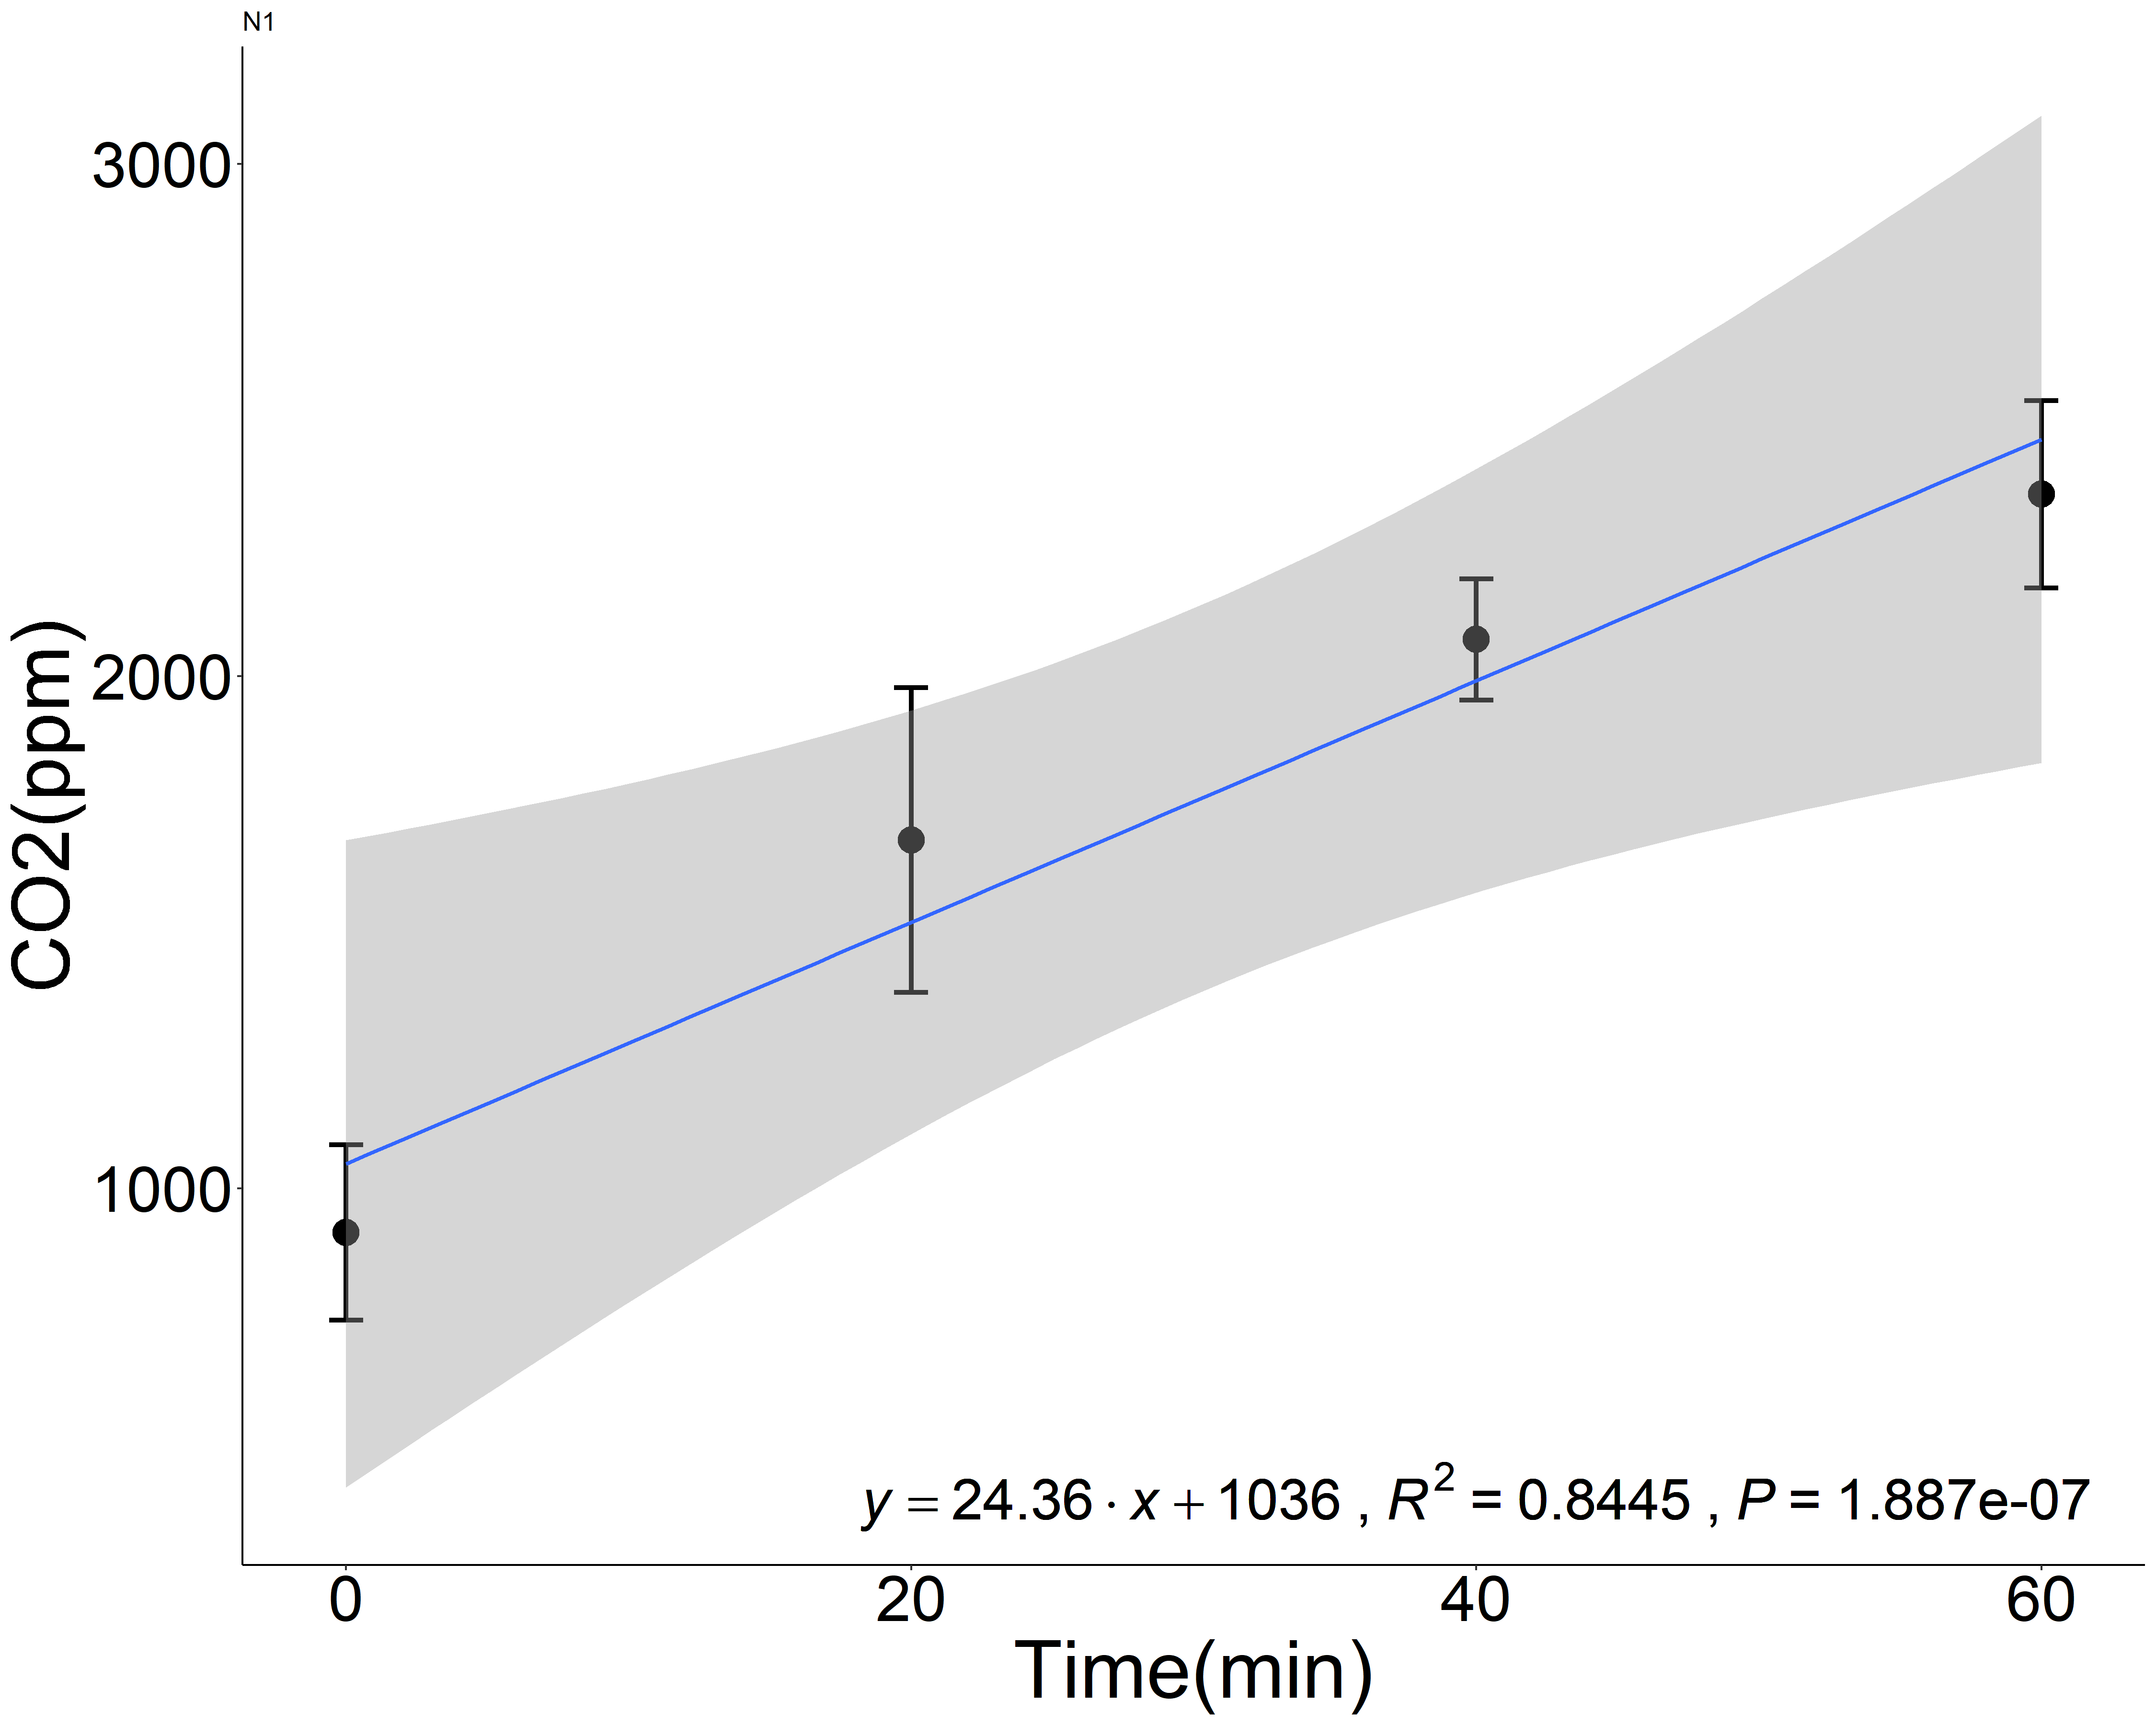 N1
3000
2000
1000
CO2(ppm)
y = 24.36 · x + 1036 , R² = 0.8445 , P = 1.887e-07
0 20 40 60
Time(min)